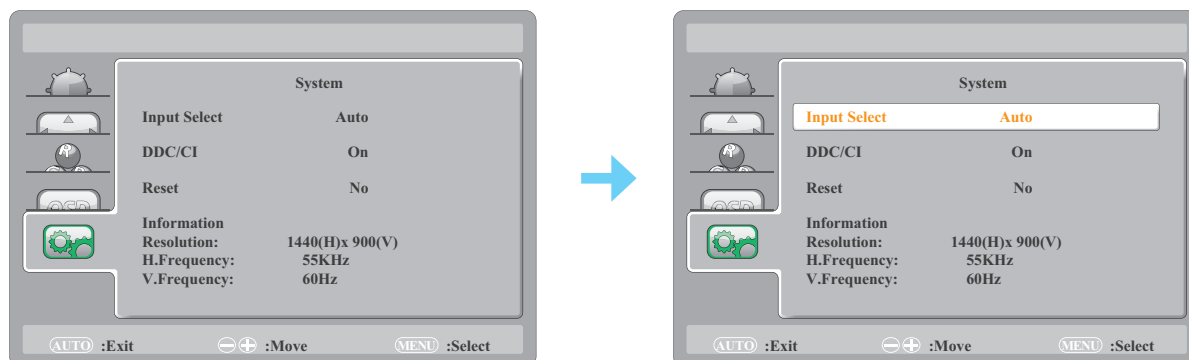 System
Input Select Auto
DDC/CI On
Reset No
Information
Resolution: 1440(H)x 900(V)
H.Frequency: 55KHz
V.Frequency: 60Hz
OSD
AUTO :Exit :Move MENU :Select
System
Input Select Auto
DDC/CI On
Reset No
Information
Resolution: 1440(H)x 900(V)
H.Frequency: 55KHz
V.Frequency: 60Hz
OSD
AUTO :Exit :Move MENU :Select